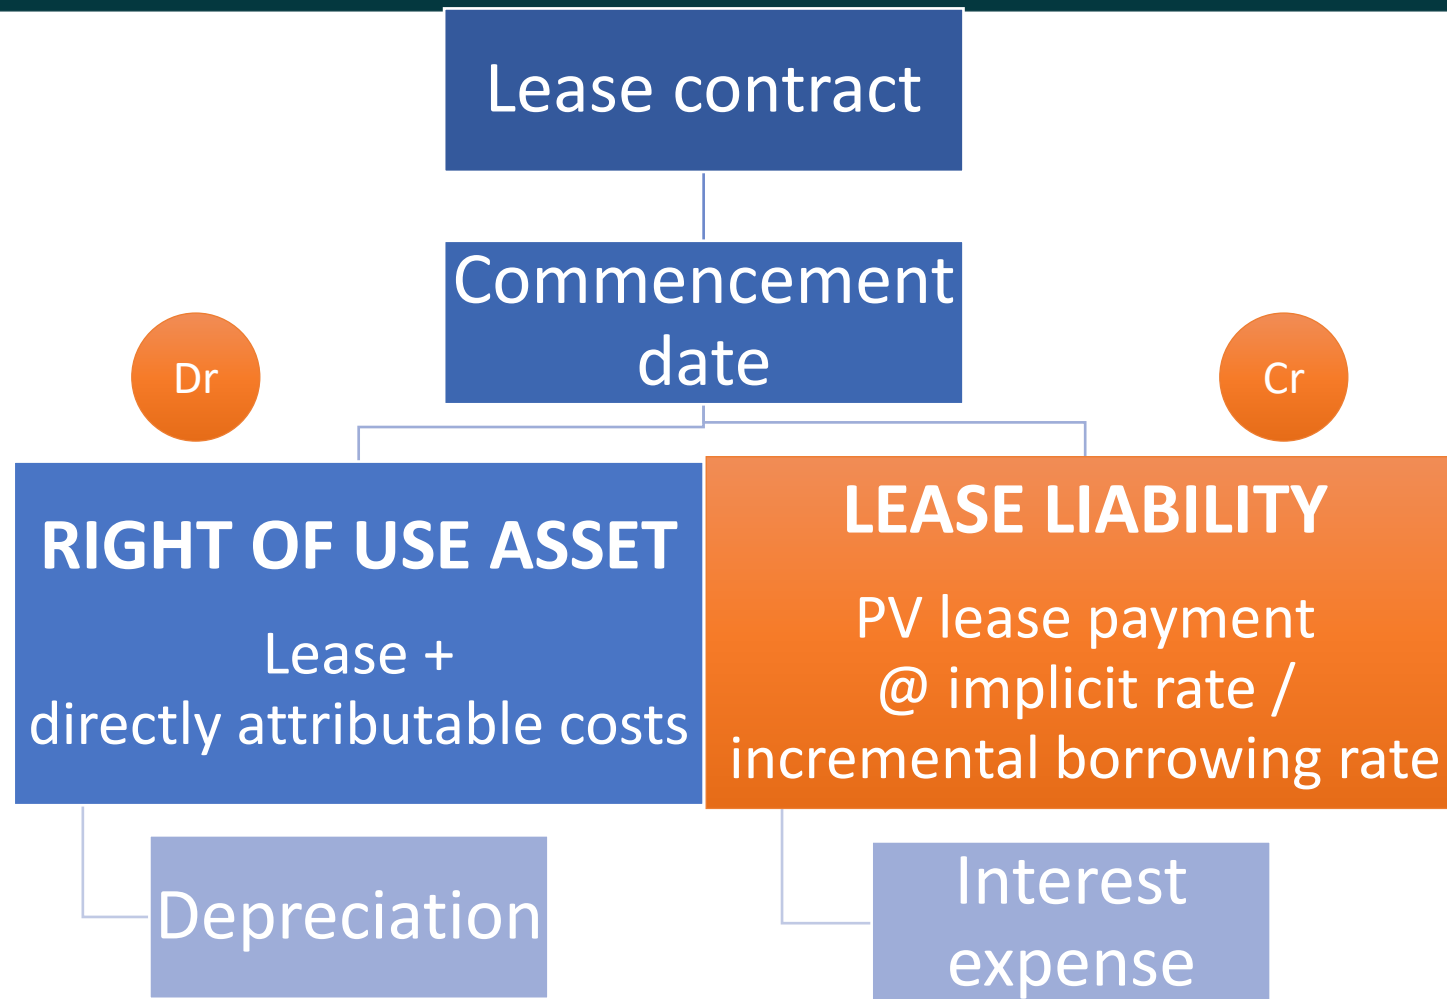 Lease contract
Commencement
date
Dr
Cr
RIGHT OF USE ASSET
Lease +
directly attributable costs
LEASE LIABILITY
PV lease payment
@ implicit rate /
incremental borrowing rate
Depreciation
Interest
expense